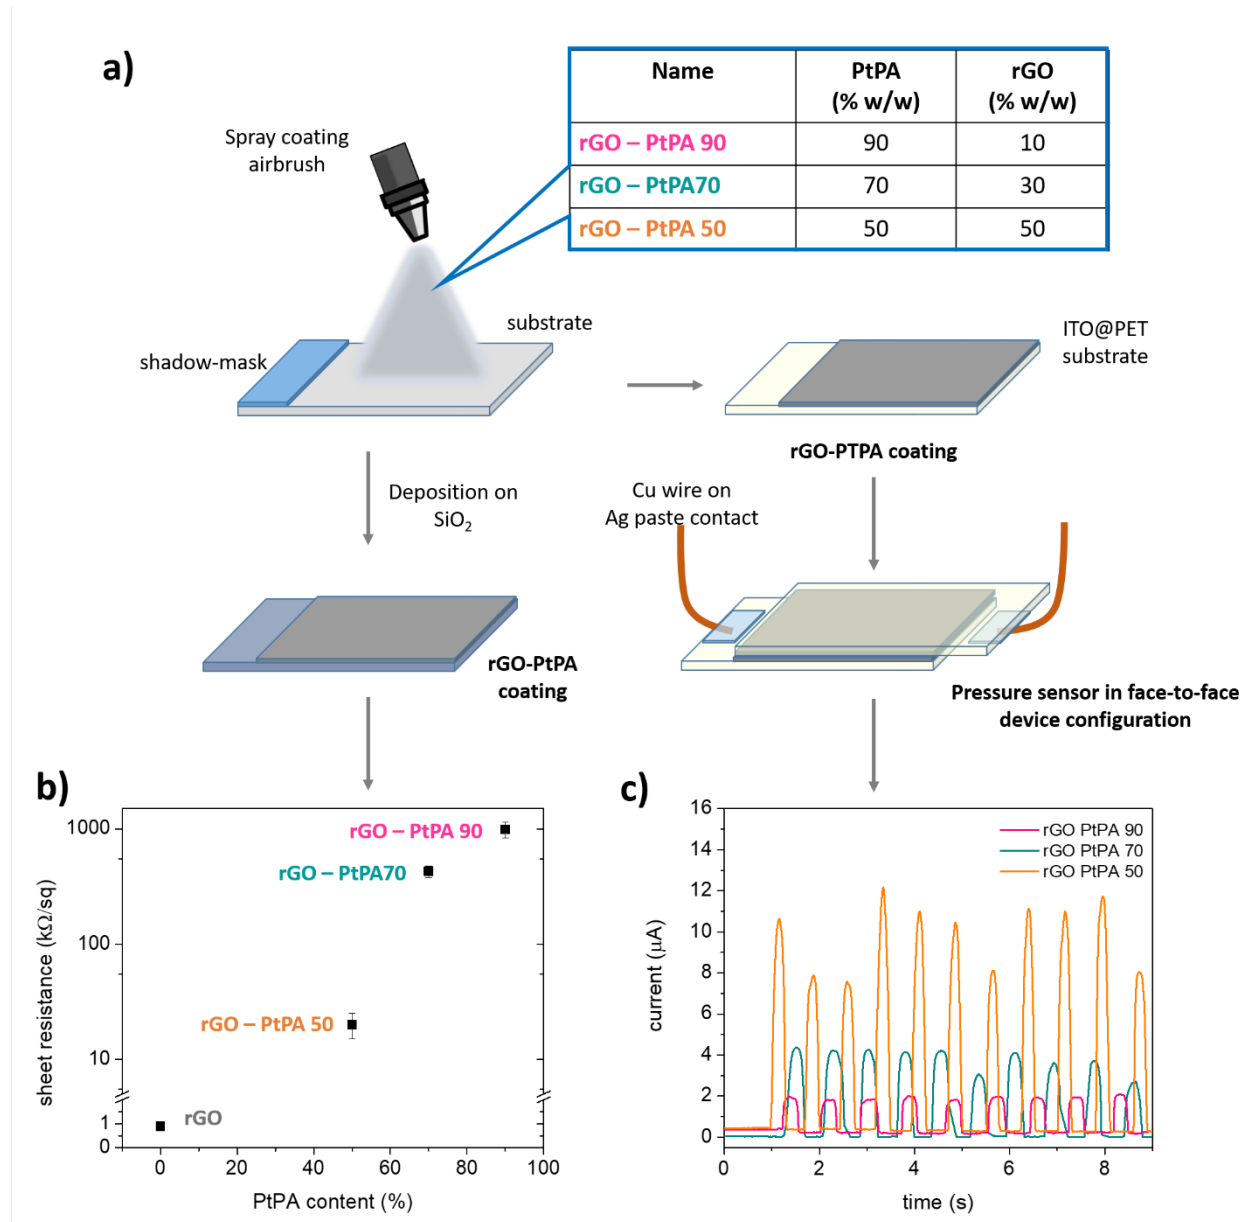 a)
Spray coating
airbrush
Name PtPA rGO
(% w/w) (% w/w)
rGO – PtPA 90 90 10
rGO – PtPA70 70 30
rGO – PtPA 50 50 50
shadow-mask
substrate
ITO@PET
substrate
rGO-PTPA coating
Deposition on
SiO2
Cu wire on
Ag paste contact
rGO-PtPA
coating
Pressure sensor in face-to-face
device configuration
b)
sheet resistance (kΩ/sq)
1000
100
10
1
0
rGO – PtPA 90
rGO – PtPA70
rGO – PtPA 50
rGO
0 20 40 60 80 100
PtPA content (%)
c)
current (μA)
16
14
12
10
8
6
4
2
0
rGO PtPA 90
rGO PtPA 70
rGO PtPA 50
0 2 4 6 8
time (s)